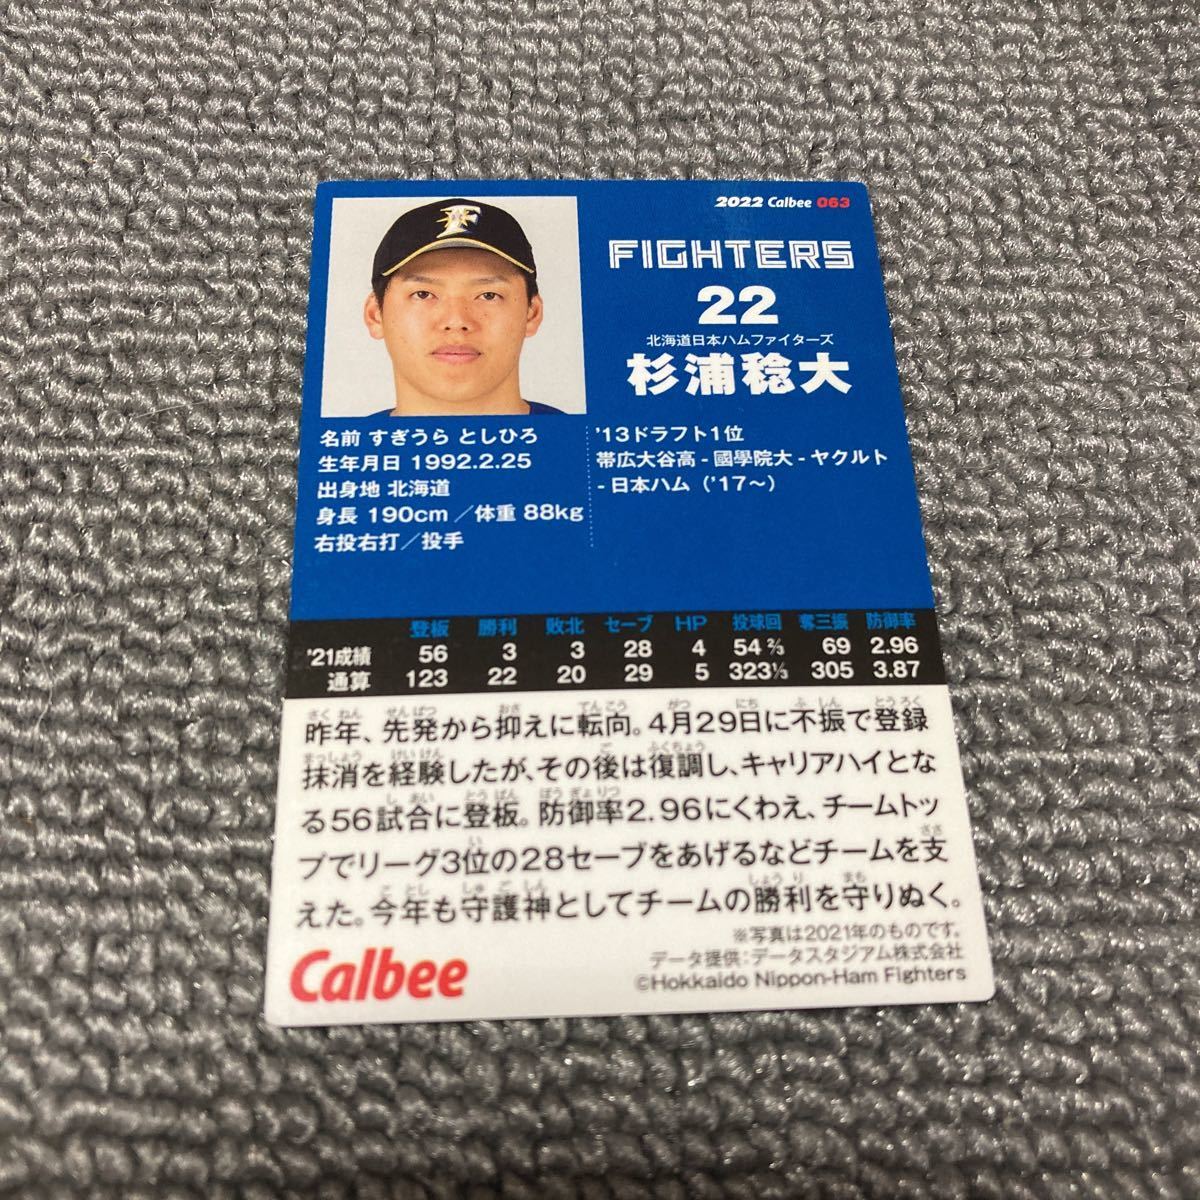 2022 Calbee 063
FIGHTERS
22
北海道日本ハムファイターズ
杉浦稔大
名前 すぎうら としひろ
生年月日 1992.2.25
出身地 北海道
身長 190cm ／体重 88kg
右投右打／投手
'13ドラフト1位
帯広大谷高 - 國學院大 - ヤクルト
- 日本ハム（'17〜）
登板 勝利 敗北 セーブ HP 投球回 奪三振 防御率
'21成績 56 3 3 28 4 54 2/3 69 2.96
通算 123 22 20 29 5 323 1/3 305 3.87
昨年、先発から抑えに転向。4月29日に不振で登録
抹消を経験したが、その後は復調し、キャリアハイとな
る56試合に登板。防御率2.96にくわえ、チームトッ
プでリーグ3位の28セーブをあげるなどチームを支
えた。今年も守護神としてチームの勝利を守りぬく。
※写真は2021年のものです。
データ提供：データスタジアム株式会社
©Hokkaido Nippon-Ham Fighters
Calbee